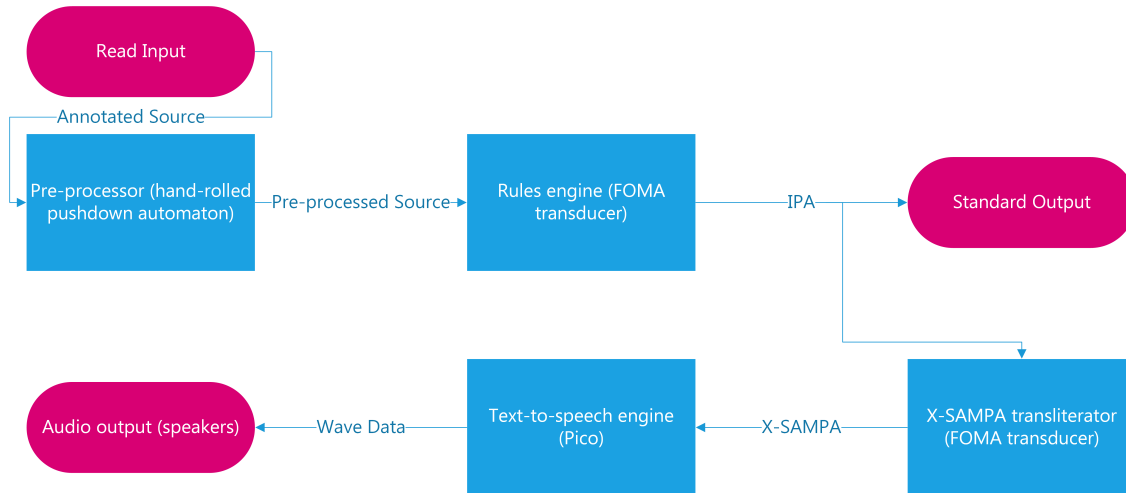 Read Input
Annotated Source
Pre-processor (hand-rolled
pushdown automaton)
Pre-processed Source
Rules engine (FOMA
transducer)
IPA
Standard Output
Audio output (speakers)
Wave Data
Text-to-speech engine
(Pico)
X-SAMPA
X-SAMPA transliterator
(FOMA transducer)